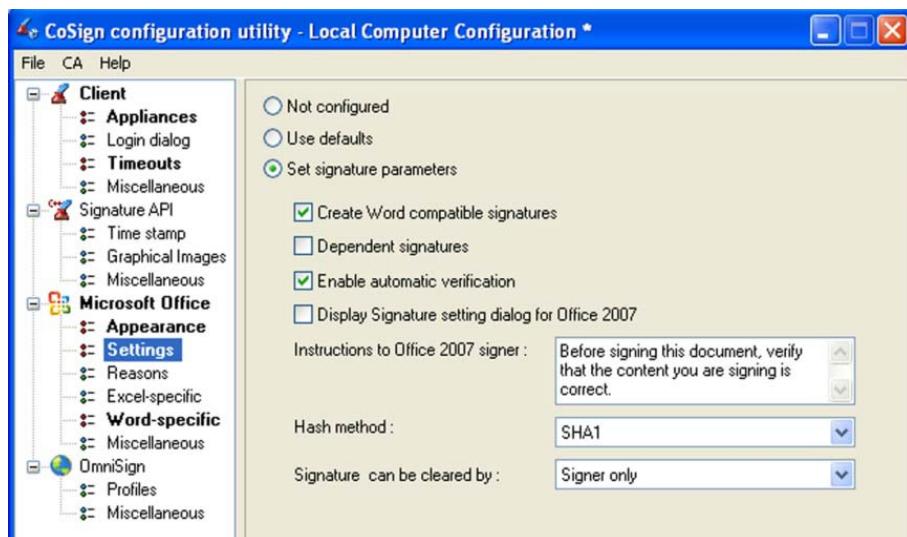 CoSign configuration utility - Local Computer Configuration *
File CA Help
Client
Appliances
Login dialog
Timeouts
Miscellaneous
Signature API
Time stamp
Graphical Images
Miscellaneous
Microsoft Office
Appearance
Settings
Reasons
Excel-specific
Word-specific
Miscellaneous
OmniSign
Profiles
Miscellaneous
Not configured
Use defaults
Set signature parameters
Create Word compatible signatures
Dependent signatures
Enable automatic verification
Display Signature setting dialog for Office 2007
Instructions to Office 2007 signer :
Before signing this document, verify
that the content you are signing is
correct.
Hash method :
SHA1
Signature can be cleared by :
Signer only